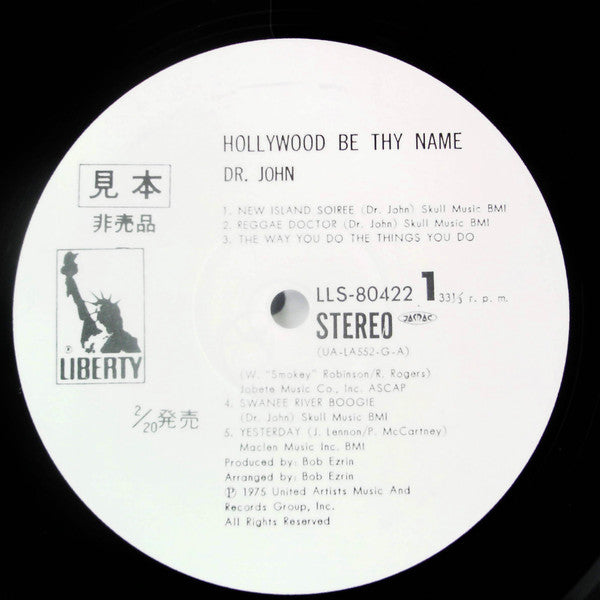 HOLLYWOOD BE THY NAME
DR. JOHN
見本
非売品
1. NEW ISLAND SOIREE (Dr. John) Skull Music BMI
2. REGGAE DOCTOR (Dr. John) Skull Music BMI
3. THE WAY YOU DO THE THINGS YOU DO
LLS-80422 1 33⅓ r. p. m.
STEREO JASRAC
(UA-LA552-G-A)
® LIBERTY
(W. "Smokey" Robinson/R. Rogers)
Jobete Music Co., Inc. ASCAP
4. SWANEE RIVER BOOGIE
(Dr. John) Skull Music BMI
5. YESTERDAY (J. Lennon/P. McCartney)
Maclen Music Inc. BMI
2/20発売
Produced by: Bob Ezrin
Arranged by: Bob Ezrin
℗ 1975 United Artists Music And
Records Group, Inc.
All Rights Reserved